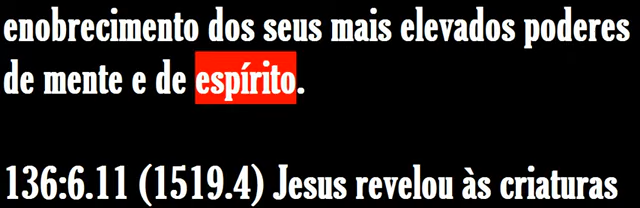 enobrecimento dos seus mais elevados poderes
de mente e de espírito.
136:6.11 (1519.4) Jesus revelou às criaturas